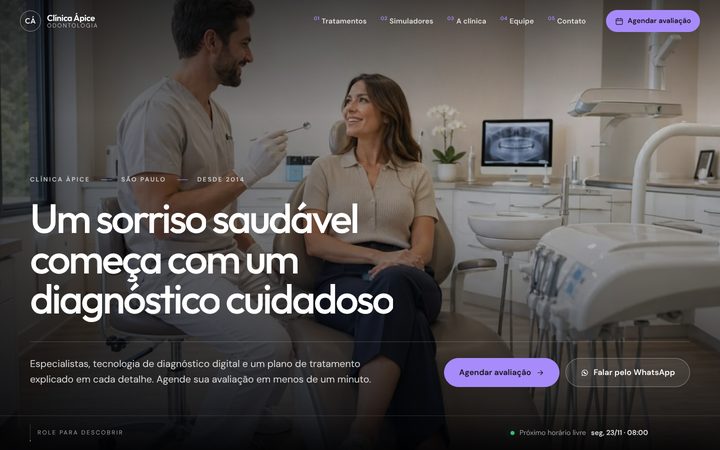 CÁ
Clínica Ápice
ODONTOLOGIA
01 Tratamentos
02 Simuladores
03 A clínica
04 Equipe
05 Contato
Agendar avaliação
CLÍNICA ÁPICE — SÃO PAULO — DESDE 2014
Um sorriso saudável
começa com um
diagnóstico cuidadoso
Especialistas, tecnologia de diagnóstico digital e um plano de tratamento
explicado em cada detalhe. Agende sua avaliação em menos de um minuto.
Agendar avaliação →
Falar pelo WhatsApp
ROLE PARA DESCOBRIR
Próximo horário livre seg, 23/11 · 08:00